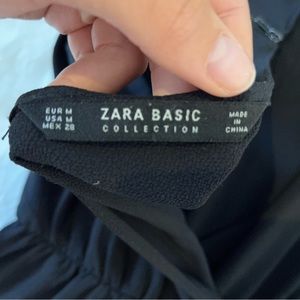 EUR M
USA M
MEX 28
ZARA BASIC
COLLECTION
MADE
IN
CHINA